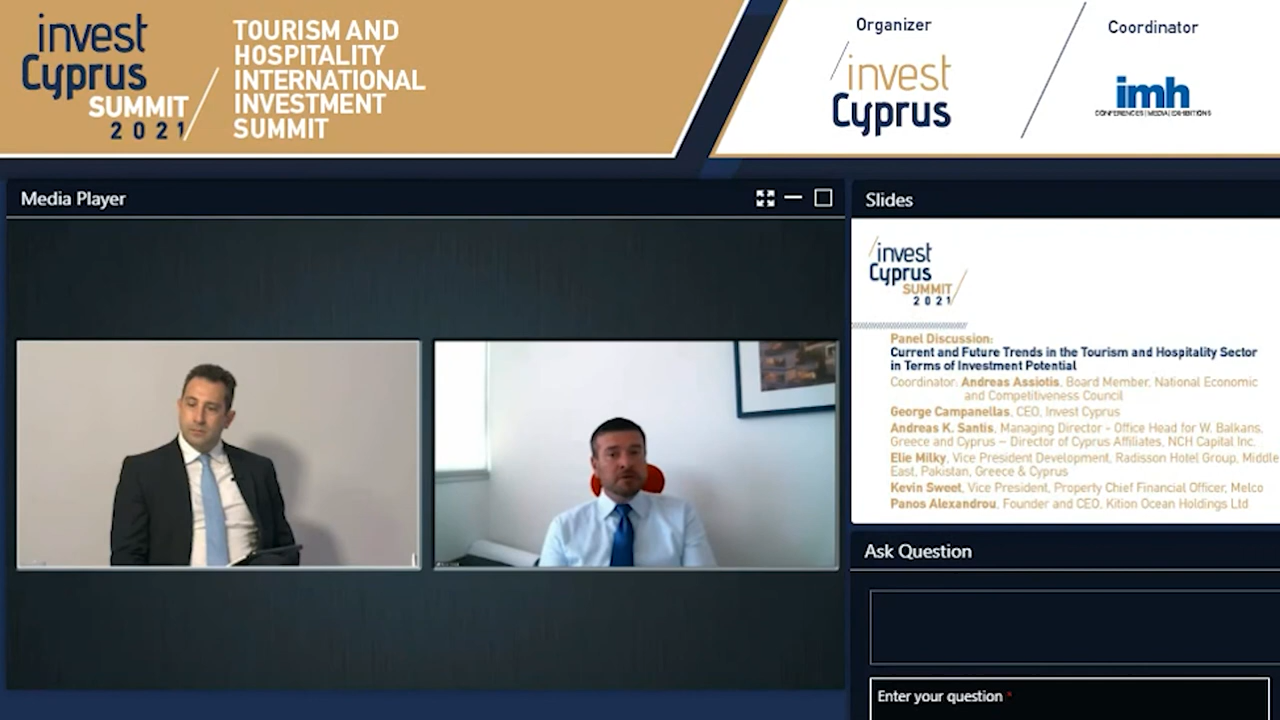 invest
Cyprus
SUMMIT
2021
TOURISM AND
HOSPITALITY
INTERNATIONAL
INVESTMENT
SUMMIT
Organizer
invest
Cyprus
Coordinator
imh
CONFERENCES | MEDIA | EXHIBITIONS
Media Player
Slides
invest
Cyprus
SUMMIT
2021
Panel Discussion:
Current and Future Trends in the Tourism and Hospitality Sector
in Terms of Investment Potential
Coordinator: Andreas Assiotis, Board Member, National Economic
and Competitiveness Council
George Campanellas, CEO, Invest Cyprus
Andreas K. Santis, Managing Director - Office Head for W. Balkans,
Greece and Cyprus – Director of Cyprus Affiliates, NCH Capital Inc.
Elie Milky, Vice President Development, Radisson Hotel Group, Middle
East, Pakistan, Greece & Cyprus
Kevin Sweet, Vice President, Property Chief Financial Officer, Melco
Panos Alexandrou, Founder and CEO, Kition Ocean Holdings Ltd
Ask Question
Enter your question *